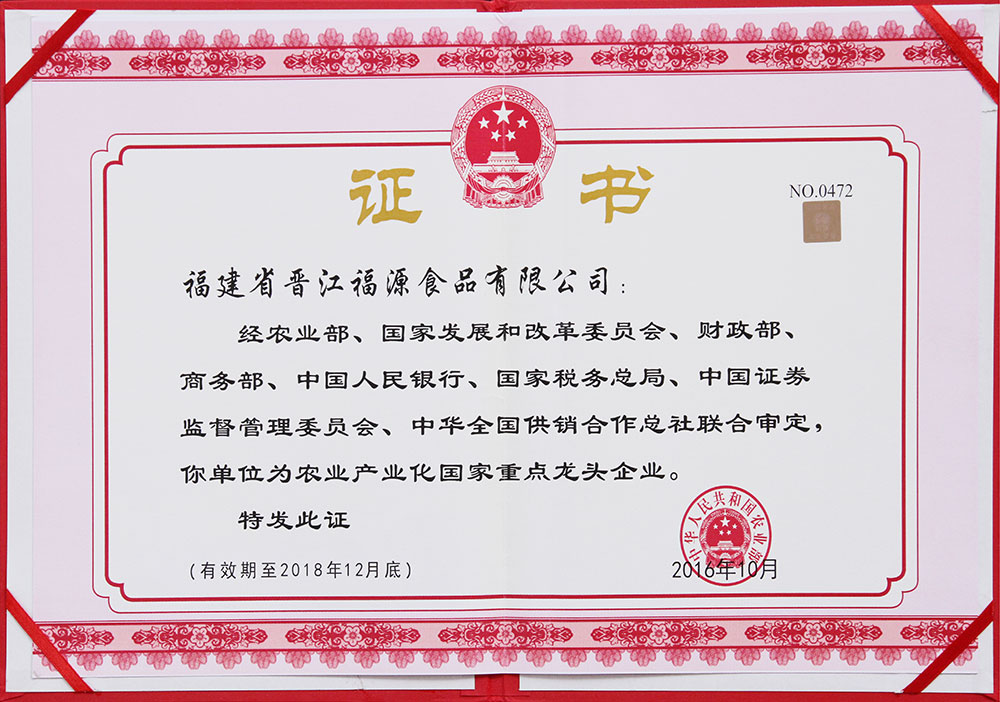 证书
NO.0472
福建省晋江福源食品有限公司：
经农业部、国家发展和改革委员会、财政部、
商务部、中国人民银行、国家税务总局、中国证券
监督管理委员会、中华全国供销合作总社联合审定，
你单位为农业产业化国家重点龙头企业。
特发此证
中华人民共和国农业部
(有效期至2018年12月底)
2016年10月